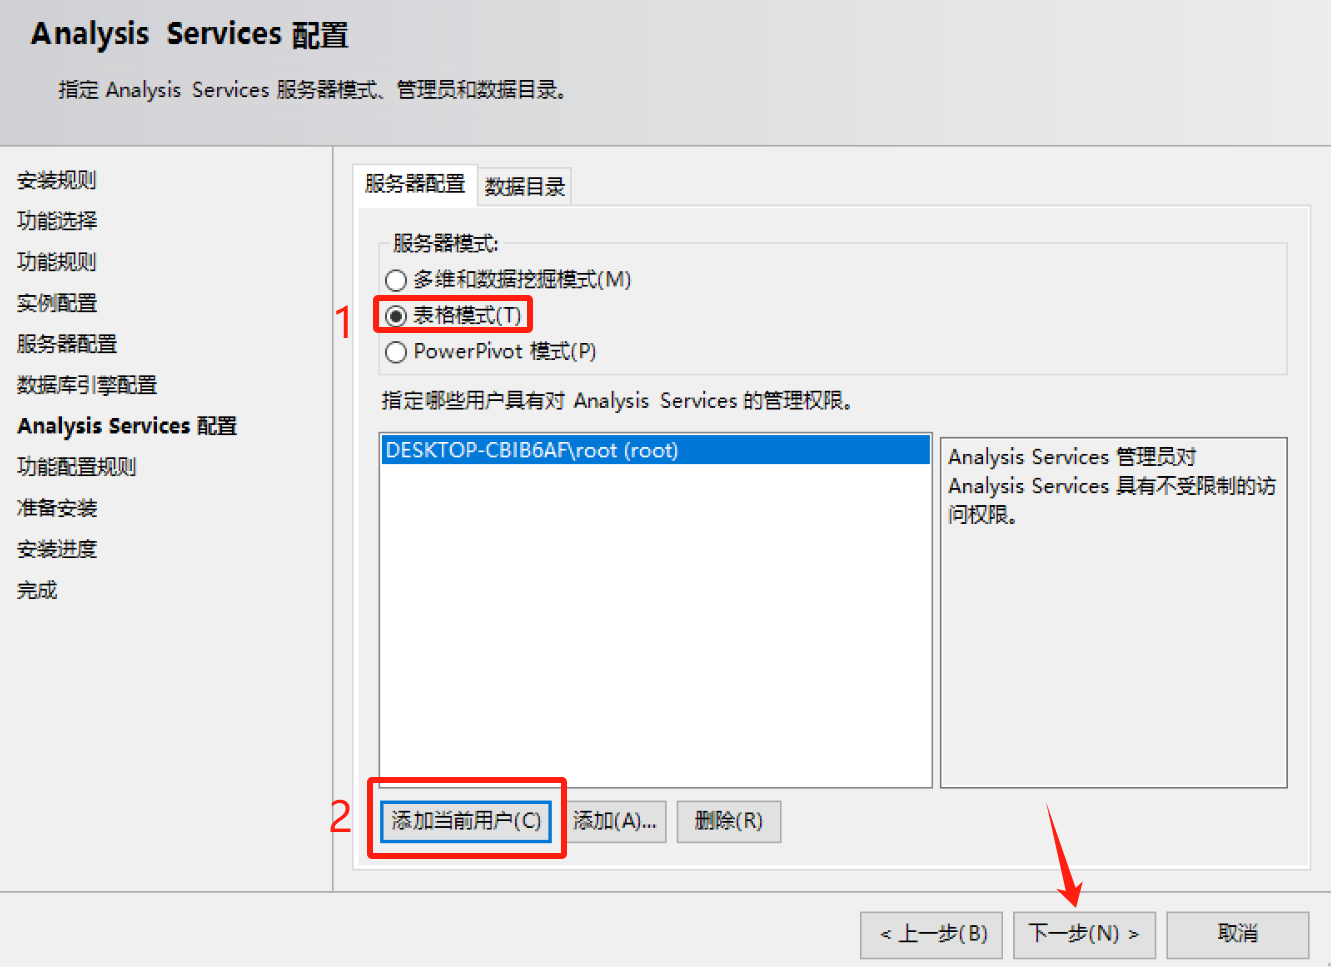 Analysis Services 配置
指定 Analysis Services 服务器模式、管理员和数据目录。
安装规则
功能选择
功能规则
实例配置
服务器配置
数据库引擎配置
Analysis Services 配置
功能配置规则
准备安装
安装进度
完成
服务器配置
数据目录
服务器模式:
多维和数据挖掘模式(M)
1
表格模式(T)
PowerPivot 模式(P)
指定哪些用户具有对 Analysis Services 的管理权限。
DESKTOP-CBIB6AF\root (root)
Analysis Services 管理员对
Analysis Services 具有不受限制的访
问权限。
2
添加当前用户(C)
添加(A)...
删除(R)
< 上一步(B)
下一步(N) >
取消